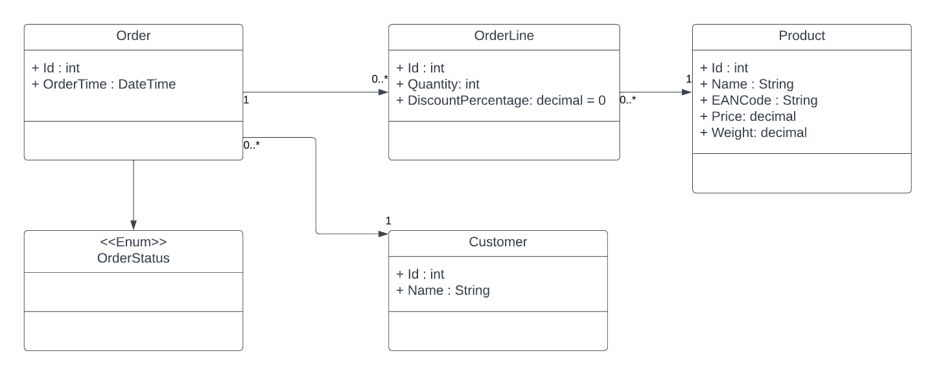 Order
+ Id : int
+ OrderTime : DateTime
1
0..*
OrderLine
+ Id : int
+ Quantity: int
+ DiscountPercentage: decimal = 0
0..*
1
Product
+ Id : int
+ Name : String
+ EANCode : String
+ Price: decimal
+ Weight: decimal
0..*
1
<<Enum>>
OrderStatus
Customer
+ Id : int
+ Name : String